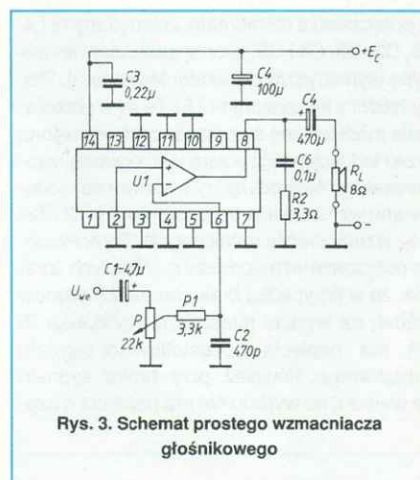 +E_C
C3
0,22μ
C4
100μ
C4
470μ
14 13 12 11 10 9 8
C6
0,1μ
R_L
8Ω
U1
R2
3,3Ω
1 2 3 4 5 6 7
C1-47μ
U_we
P1
3,3k
P
22k
C2
470p
Rys. 3. Schemat prostego wzmacniacza
głośnikowego